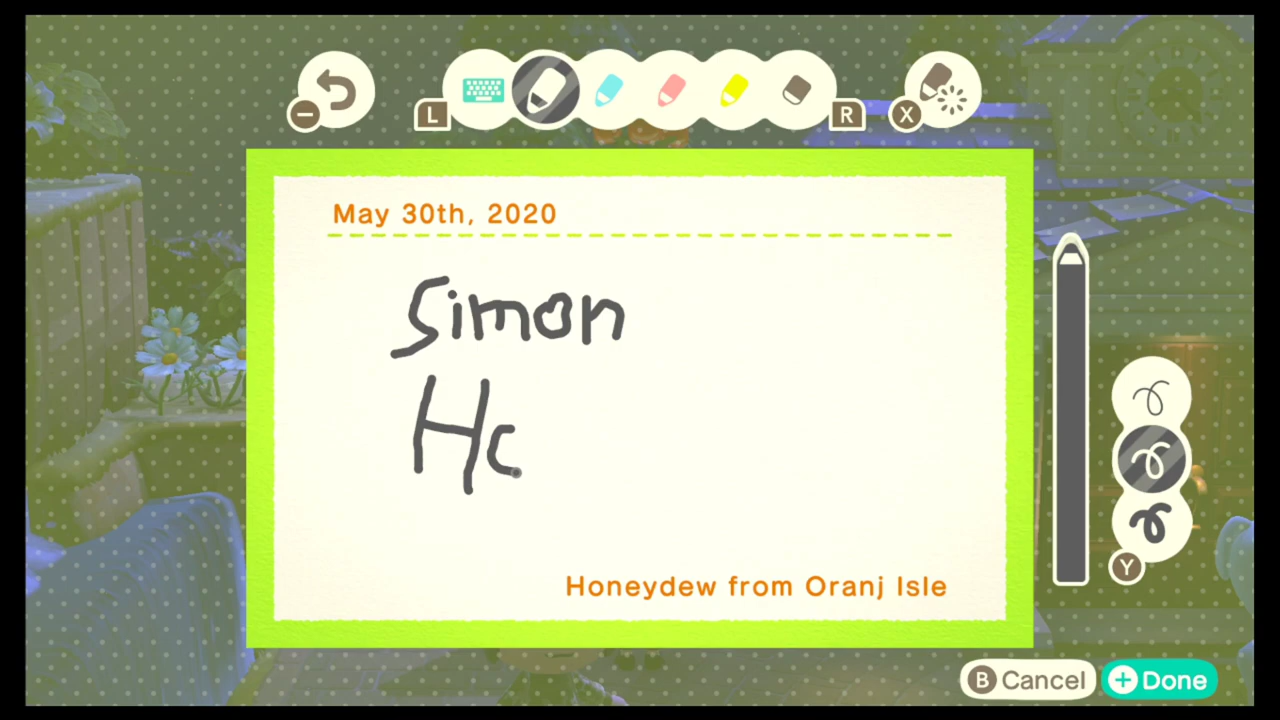 L
R
X
May 30th, 2020
Simon
Hc
Honeydew from Oranj Isle
Y
B Cancel
+ Done